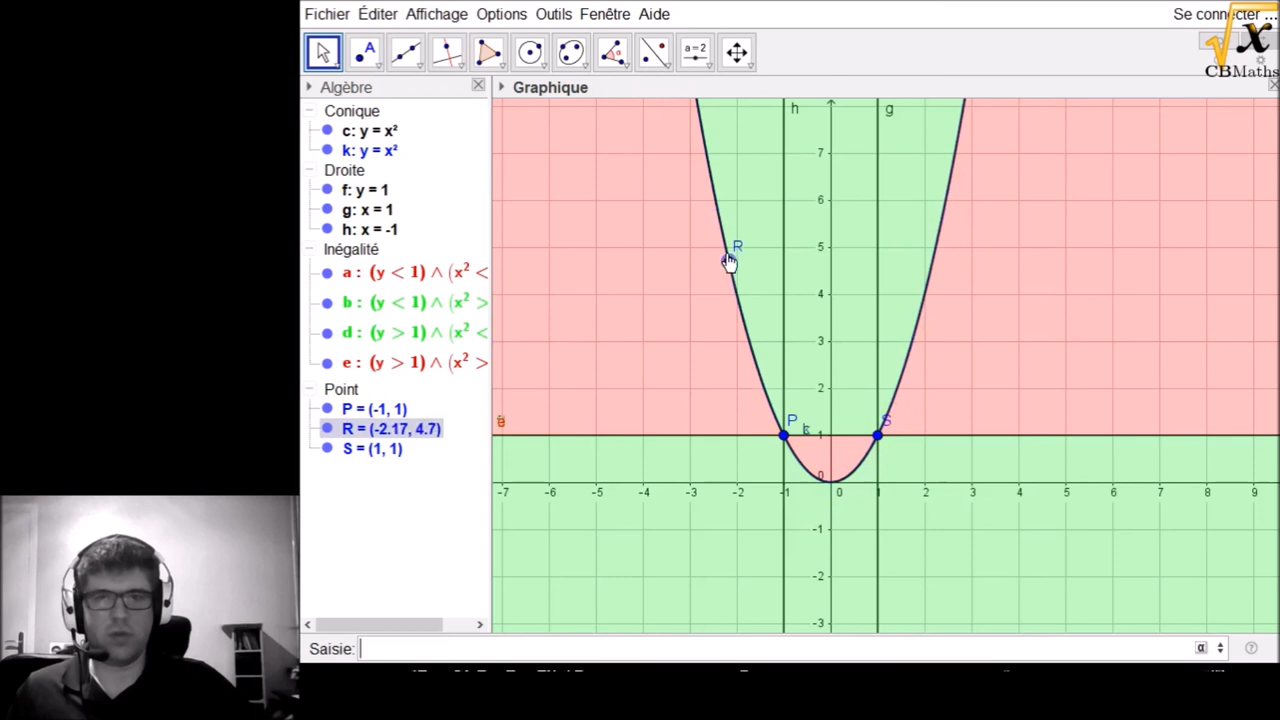 Fichier Éditer Affichage Options Outils Fenêtre Aide
Se connecter ...
√x
CBMaths
A
α
a=2
Algèbre
Graphique
Conique
c: y = x²
k: y = x²
Droite
f: y = 1
g: x = 1
h: x = -1
Inégalité
a : (y < 1) ∧ (x² <
b : (y < 1) ∧ (x² >
d : (y > 1) ∧ (x² <
e : (y > 1) ∧ (x² >
Point
P = (-1, 1)
R = (-2.17, 4.7)
S = (1, 1)
h g
7
6
R
5
4
3
2
P S
1
0
-7 -6 -5 -4 -3 -2 -1 0 1 2 3 4 5 6 7 8 9
-1
-2
-3
Saisie:
α